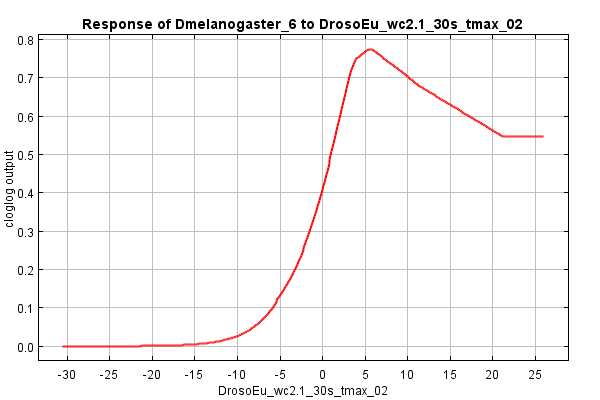 Response of Dmelanogaster_6 to DrosoEu_wc2.1_30s_tmax_02
cloglog output
0.8
0.7
0.6
0.5
0.4
0.3
0.2
0.1
0.0
-30 -25 -20 -15 -10 -5 0 5 10 15 20 25
DrosoEu_wc2.1_30s_tmax_02